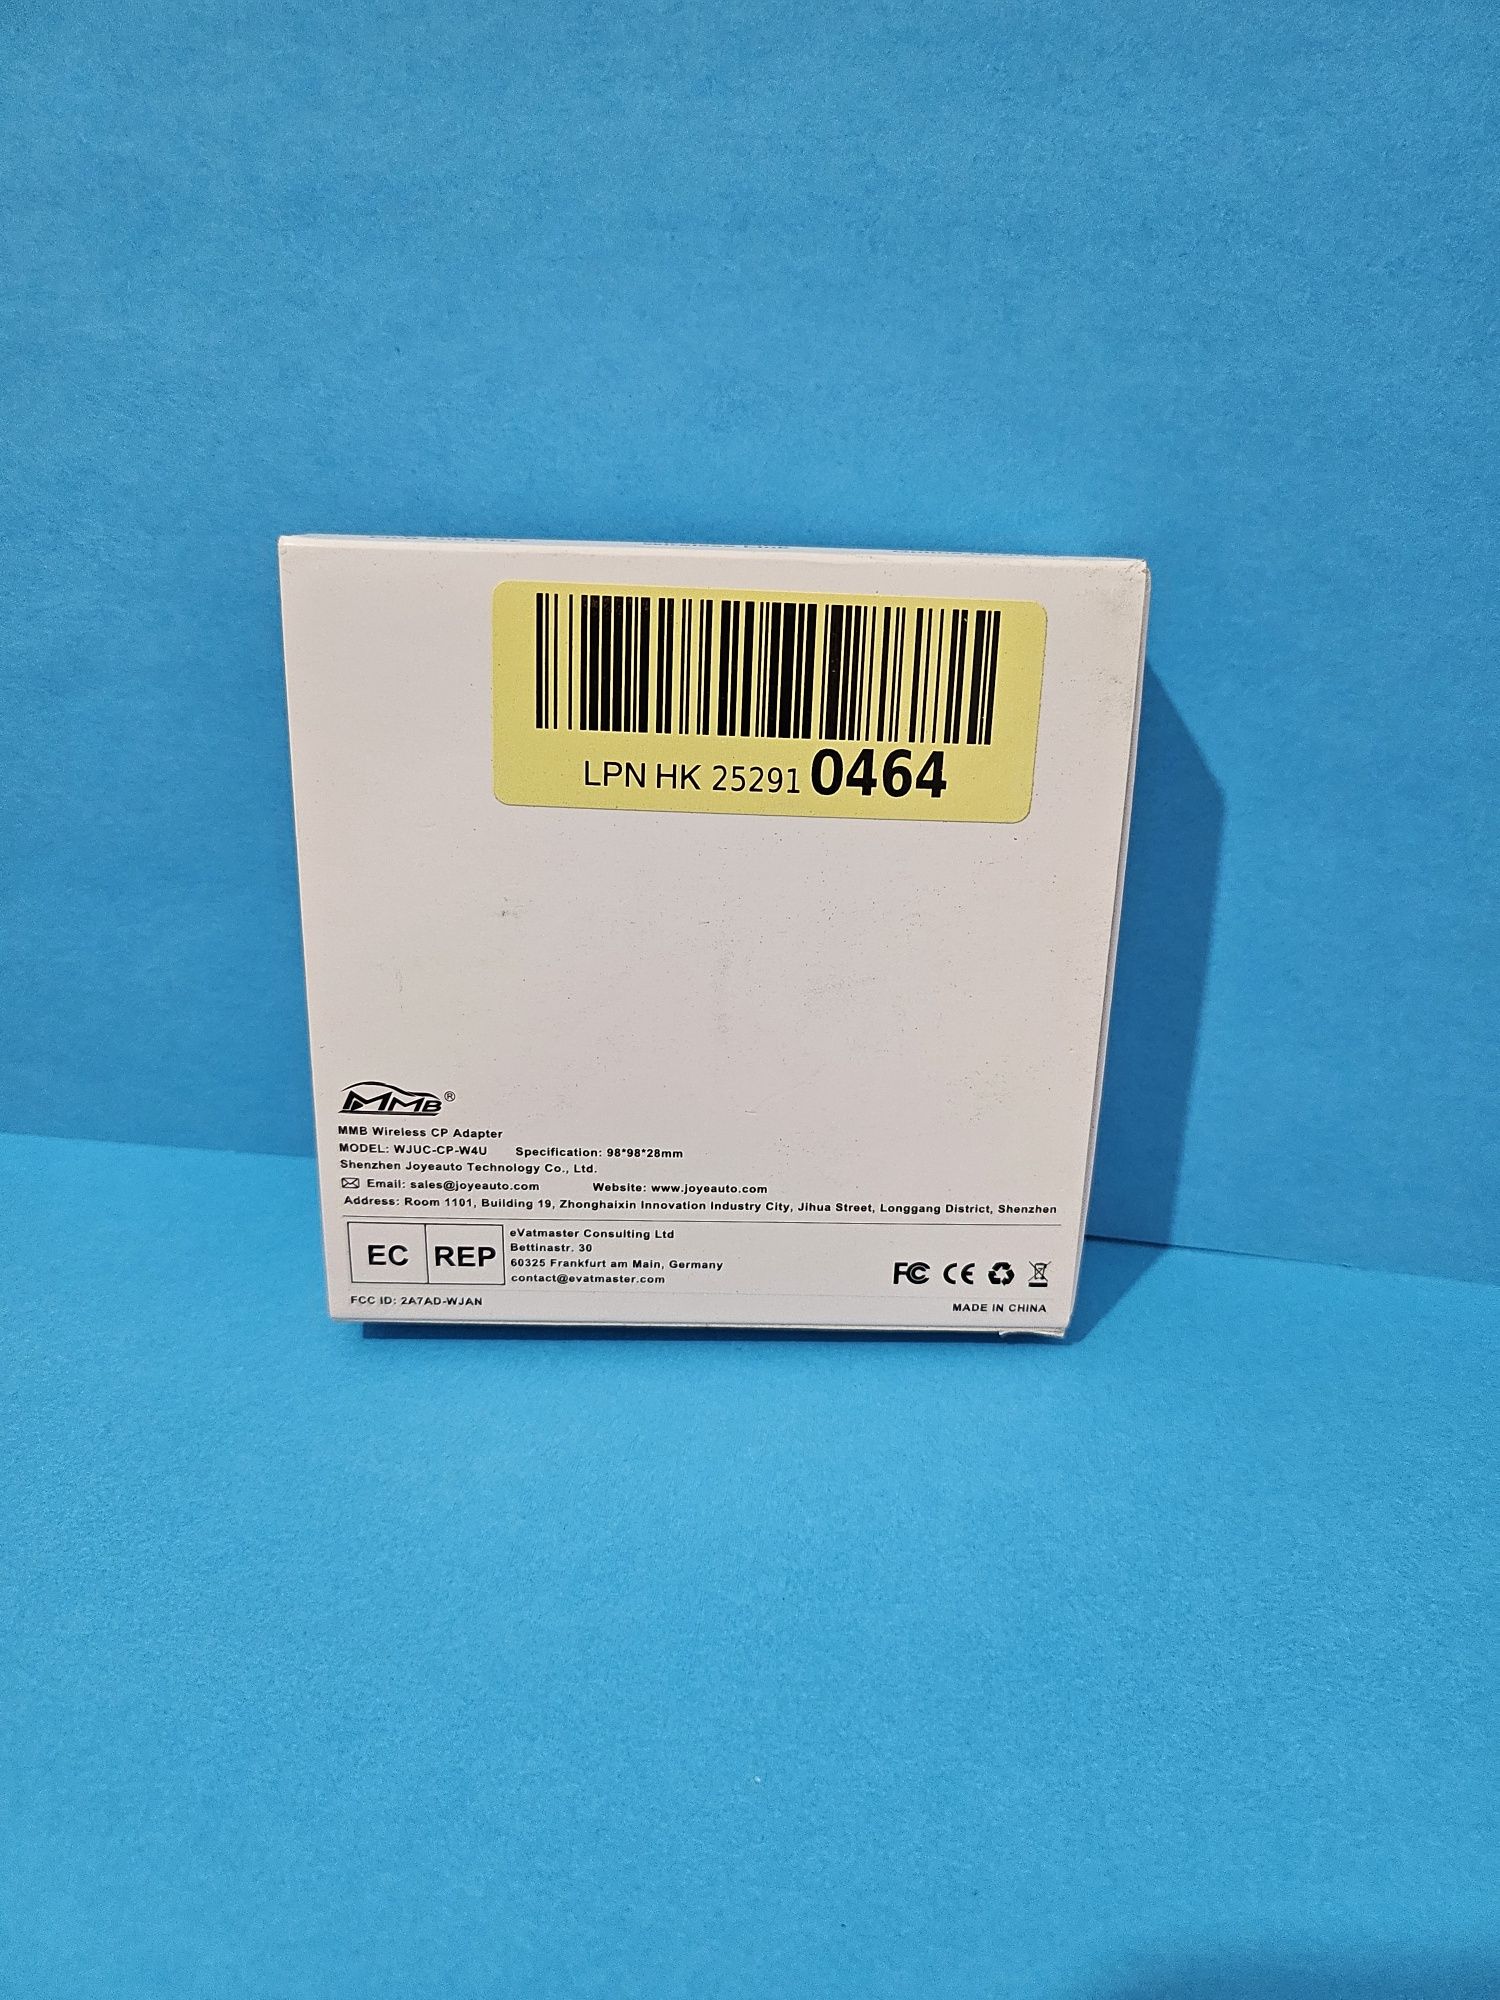 LPN HK 25291 0464
MMB®
MMB Wireless CP Adapter
MODEL: WJUC-CP-W4U Specification: 98*98*28mm
Shenzhen Joyeauto Technology Co., Ltd.
Email: sales@joyeauto.com Website: www.joyeauto.com
Address: Room 1101, Building 19, Zhonghaixin Innovation Industry City, Jihua Street, Longgang District, Shenzhen
EC REP
eVatmaster Consulting Ltd
Bettinastr. 30
60325 Frankfurt am Main, Germany
contact@evatmaster.com
FC CE
FCC ID: 2A7AD-WJAN
MADE IN CHINA